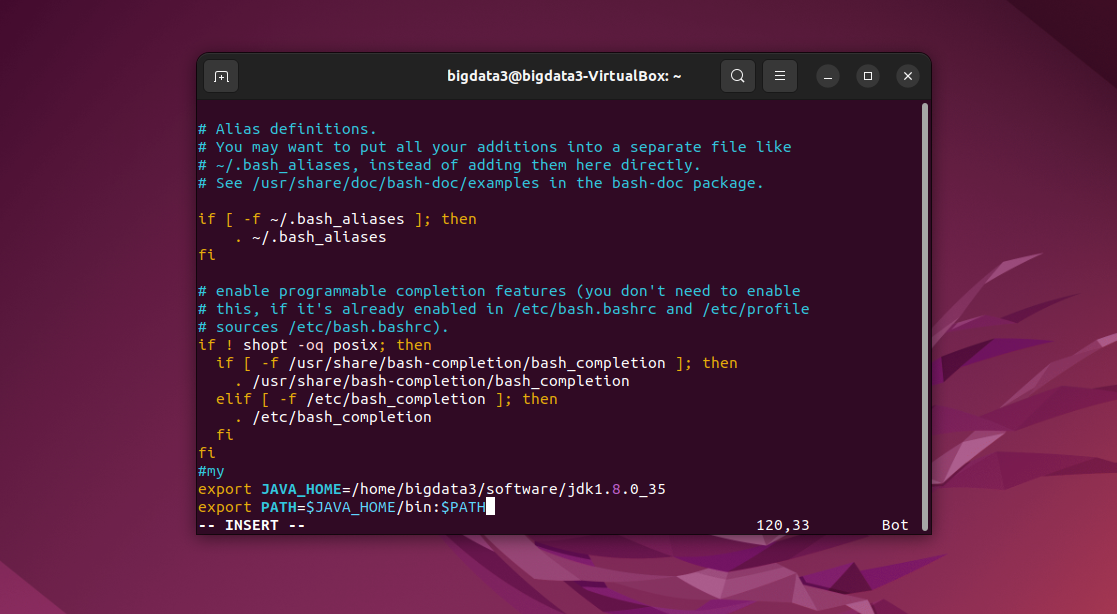 bigdata3@bigdata3-VirtualBox: ~
# Alias definitions.
# You may want to put all your additions into a separate file like
# ~/.bash_aliases, instead of adding them here directly.
# See /usr/share/doc/bash-doc/examples in the bash-doc package.
if [ -f ~/.bash_aliases ]; then
    . ~/.bash_aliases
fi
# enable programmable completion features (you don't need to enable
# this, if it's already enabled in /etc/bash.bashrc and /etc/profile
# sources /etc/bash.bashrc).
if ! shopt -oq posix; then
  if [ -f /usr/share/bash-completion/bash_completion ]; then
    . /usr/share/bash-completion/bash_completion
  elif [ -f /etc/bash_completion ]; then
    . /etc/bash_completion
  fi
fi
#my
export JAVA_HOME=/home/bigdata3/software/jdk1.8.0_35
export PATH=$JAVA_HOME/bin:$PATH
-- INSERT -- 120,33 Bot